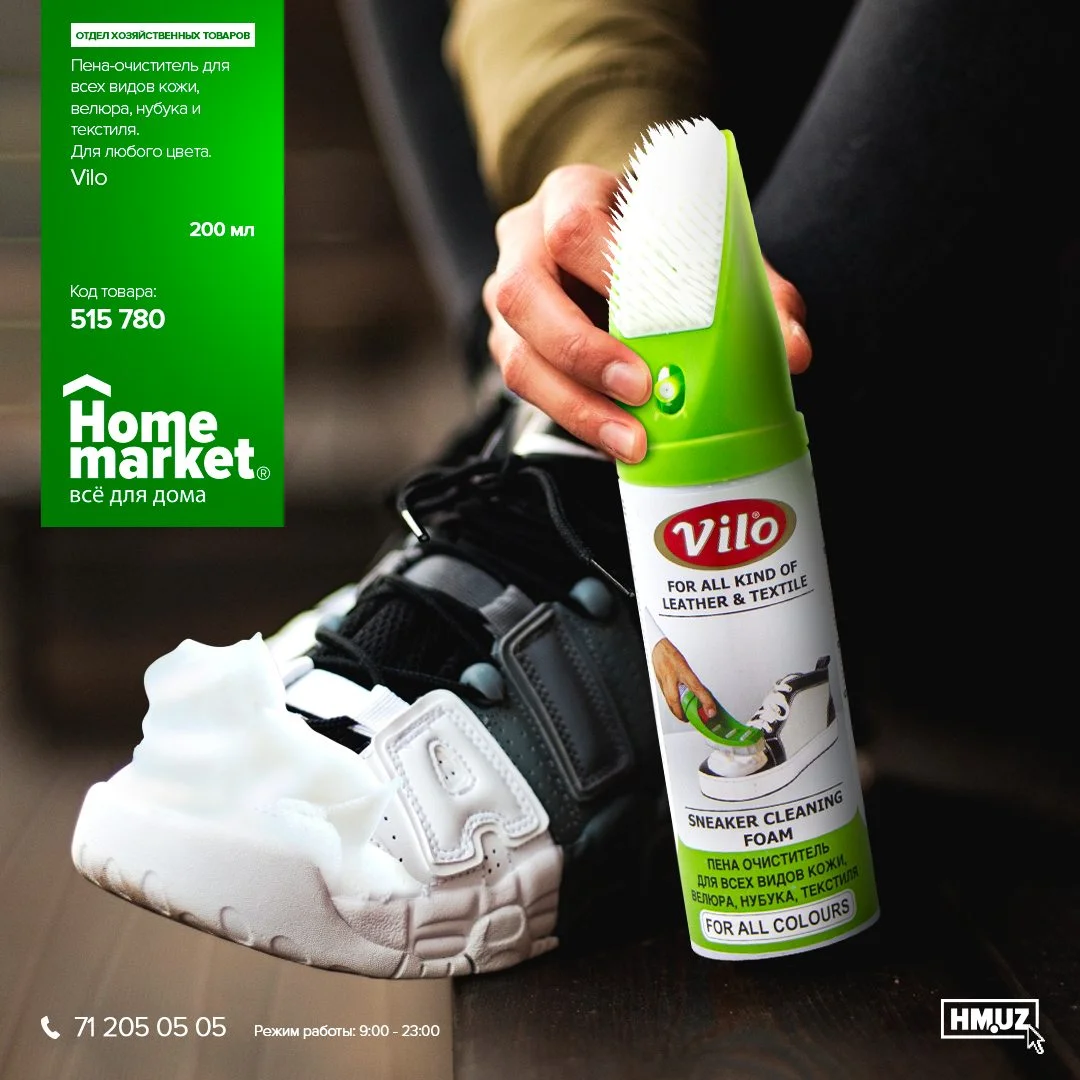 ОТДЕЛ ХОЗЯЙСТВЕННЫХ ТОВАРОВ
Пена-очиститель для
всех видов кожи,
велюра, нубука и
текстиля.
Для любого цвета.
Vilo
200 мл
Код товара:
515 780
Home
market®
всё для дома
Vilo®
FOR ALL KIND OF
LEATHER & TEXTILE
SNEAKER CLEANING
FOAM
ПЕНА ОЧИСТИТЕЛЬ
ДЛЯ ВСЕХ ВИДОВ КОЖИ,
ВЕЛЮРА, НУБУКА, ТЕКСТИЛЯ
FOR ALL COLOURS
71 205 05 05
Режим работы: 9:00 - 23:00
HM.UZ